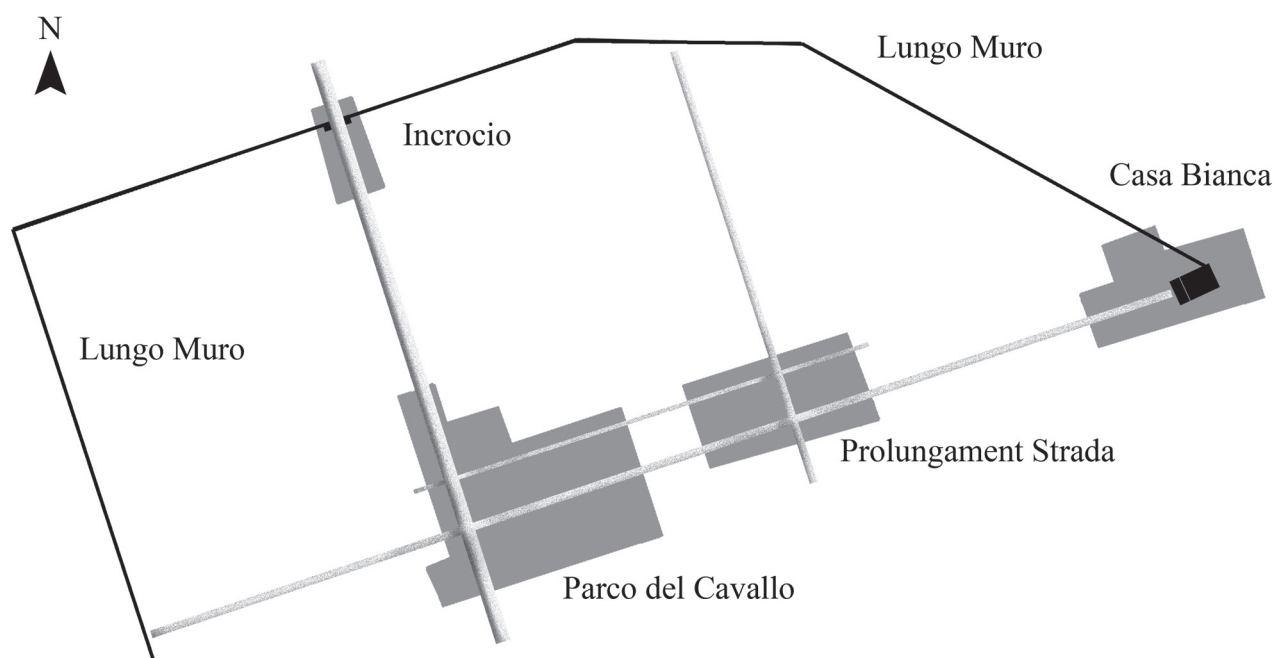 N
Lungo Muro
Incrocio
Casa Bianca
Lungo Muro
Prolungament Strada
Parco del Cavallo